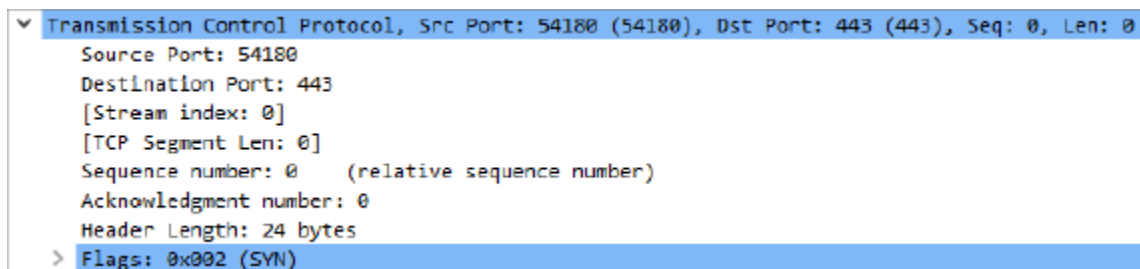 Transmission Control Protocol, Src Port: 54180 (54180), Dst Port: 443 (443), Seq: 0, Len: 0
Source Port: 54180
Destination Port: 443
[Stream index: 0]
[TCP Segment Len: 0]
Sequence number: 0 (relative sequence number)
Acknowledgment number: 0
Header Length: 24 bytes
Flags: 0x002 (SYN)